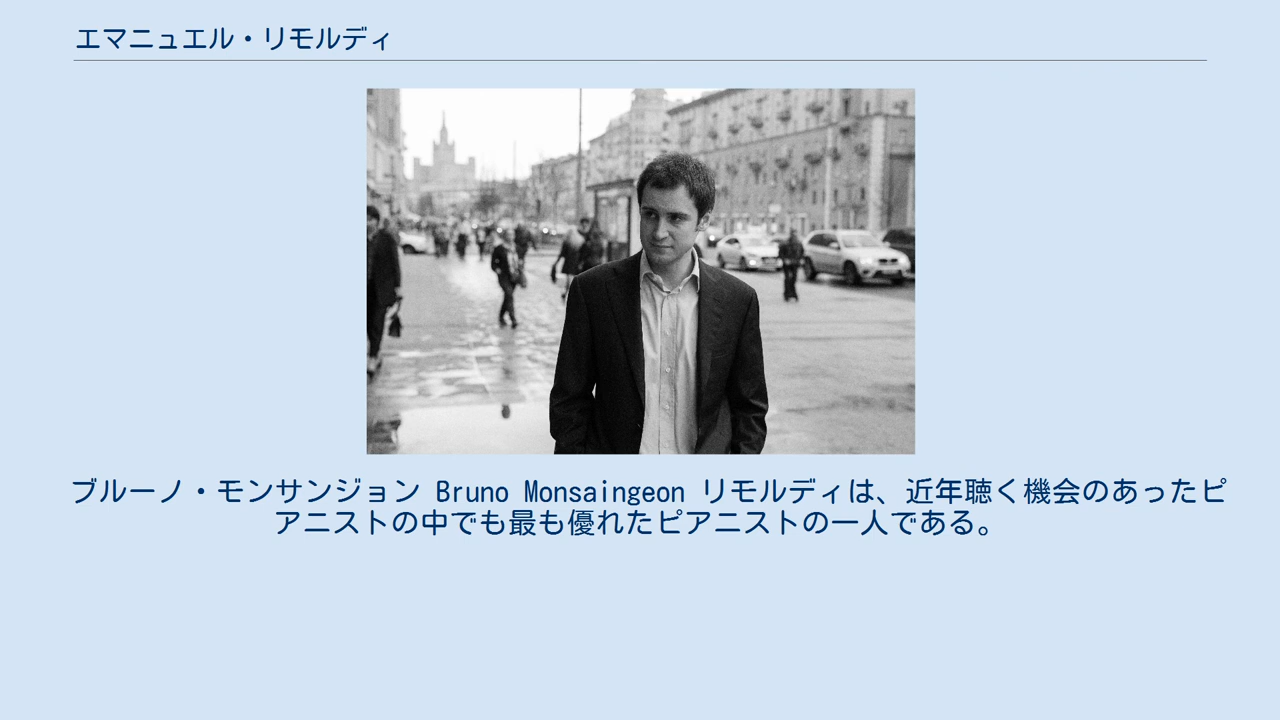 エマニュエル・リモルディ
ブルーノ・モンサンジョン Bruno Monsaingeon リモルディは、近年聴く機会のあったピ
アニストの中でも最も優れたピアニストの一人である。